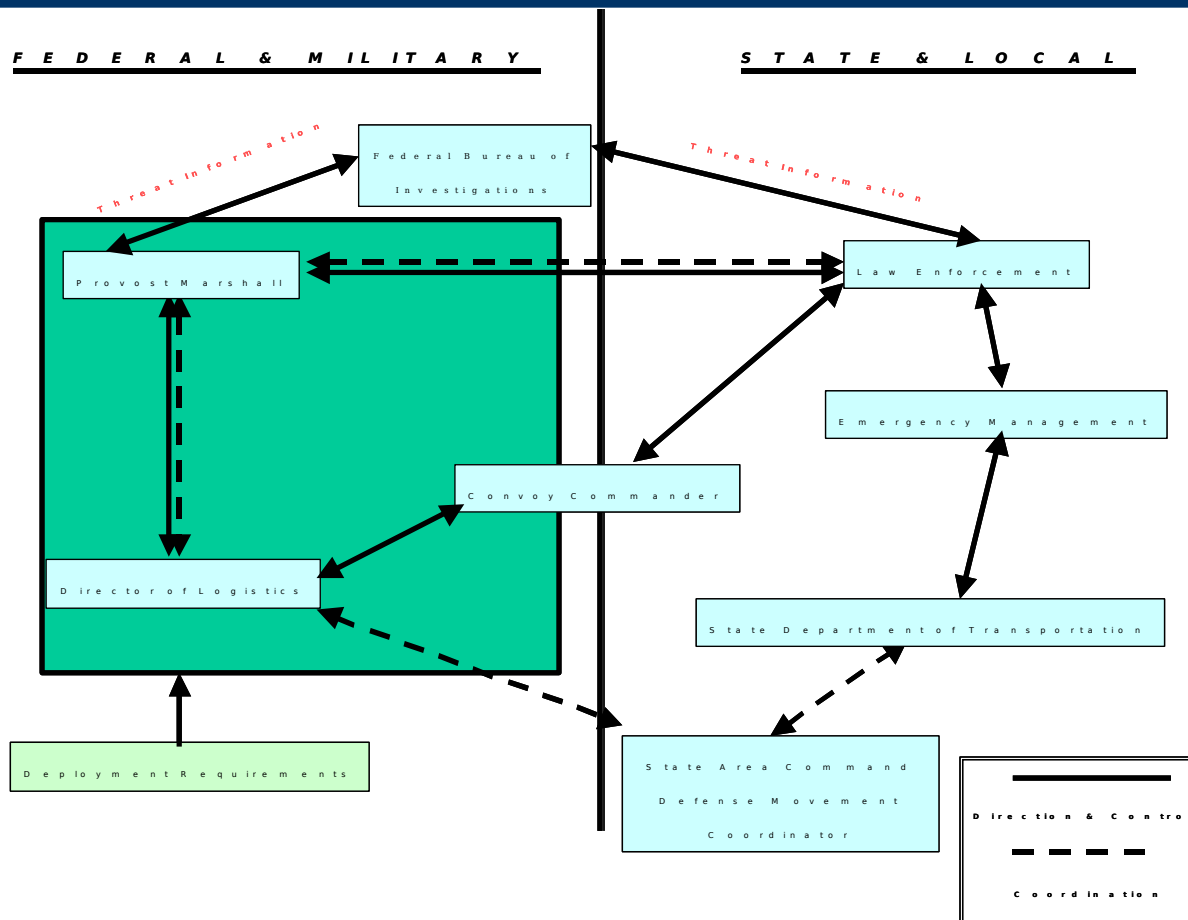 FEDERAL & MILITARY
STATE & LOCAL
Threat Information
Federal Bureau of
Investigations
Threat Information
Provost Marshall
Law Enforcement
Emergency Management
Convoy Commander
Director of Logistics
State Department of Transportation
Deployment Requirements
State Area Command
Defense Movement
Coordinator
Direction & Contro
Coordination